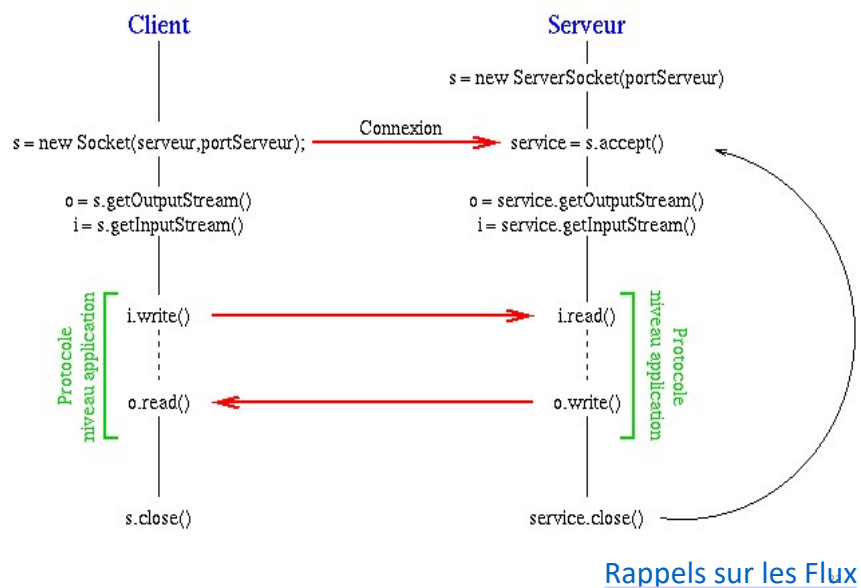 Client
Serveur
s = new ServerSocket(portServeur)
s = new Socket(serveur,portServeur);
Connexion
service = s.accept()
o = s.getOutputStream()
i = s.getInputStream()
o = service.getOutputStream()
i = service.getInputStream()
Protocole
niveau application
i.write()
i.read()
Protocole
niveau application
o.read()
o.write()
s.close()
service.close()
Rappels sur les Flux